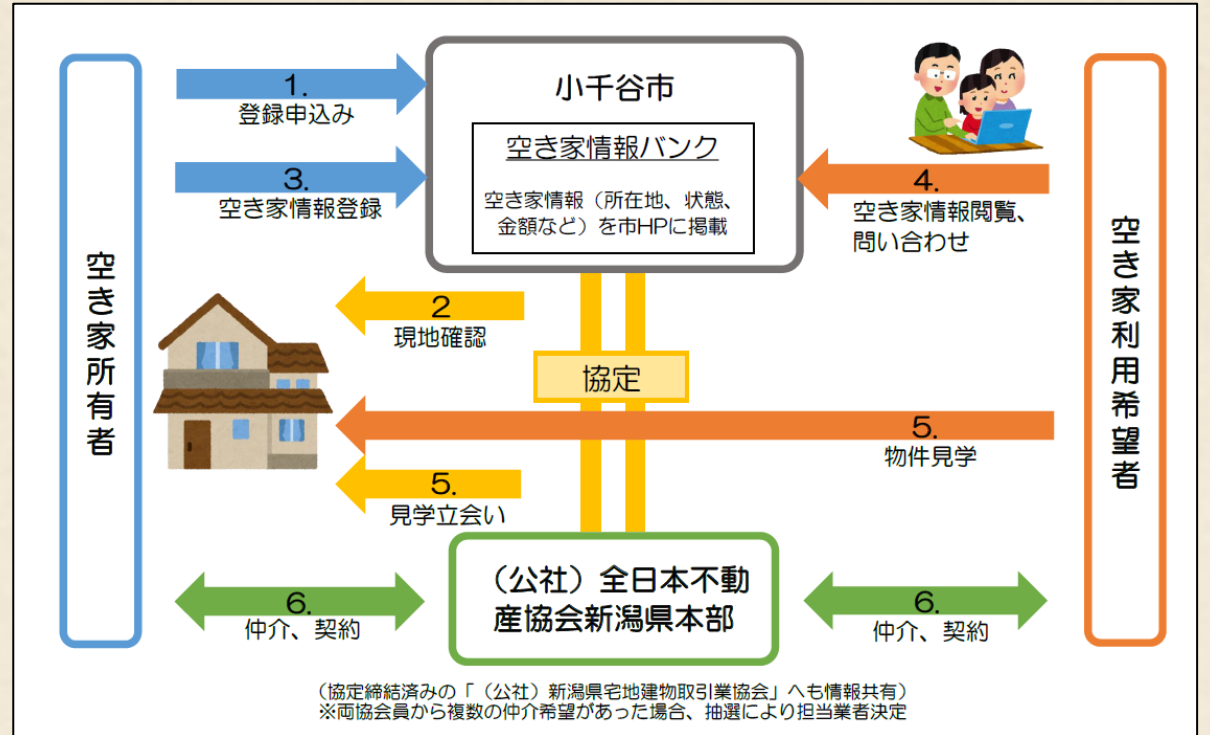 小千谷市
空き家情報バンク
空き家情報（所在地、状態、
金額など）を市HPに掲載
空き家所有者
1.
登録申込み
3.
空き家情報登録
4.
空き家情報閲覧、
問い合わせ
空き家利用希望者
2
現地確認
協定
5.
物件見学
5.
見学立会い
（公社）全日本不動
産協会新潟県本部
6.
仲介、契約
6.
仲介、契約
（協定締結済みの「（公社）新潟県宅地建物取引業協会」へも情報共有）
※両協会員から複数の仲介希望があった場合、抽選により担当業者決定